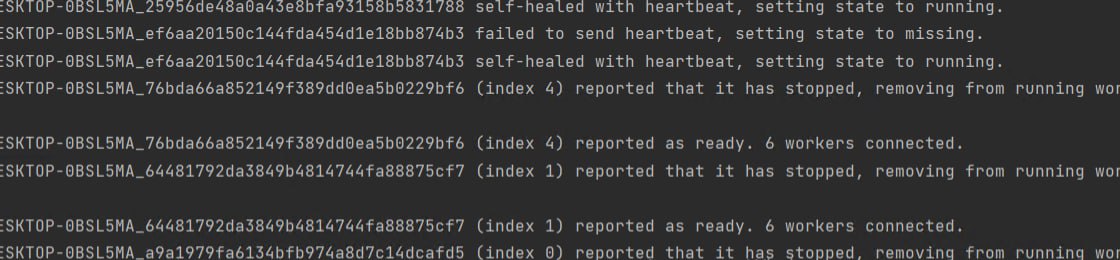 ESKTOP-0BSL5MA_25956de48a0a43e8bfa93158b5831788 self-healed with heartbeat, setting state to running.
ESKTOP-0BSL5MA_ef6aa20150c144fda454d1e18bb874b3 failed to send heartbeat, setting state to missing.
ESKTOP-0BSL5MA_ef6aa20150c144fda454d1e18bb874b3 self-healed with heartbeat, setting state to running.
ESKTOP-0BSL5MA_76bda66a852149f389dd0ea5b0229bf6 (index 4) reported that it has stopped, removing from running wor
ESKTOP-0BSL5MA_76bda66a852149f389dd0ea5b0229bf6 (index 4) reported as ready. 6 workers connected.
ESKTOP-0BSL5MA_64481792da3849b4814744fa88875cf7 (index 1) reported that it has stopped, removing from running wor
ESKTOP-0BSL5MA_64481792da3849b4814744fa88875cf7 (index 1) reported as ready. 6 workers connected.
ESKTOP-0BSL5MA_a9a1979fa6134bfb974a8d7c14dcafd5 (index 0) reported that it has stopped, removing from running wor